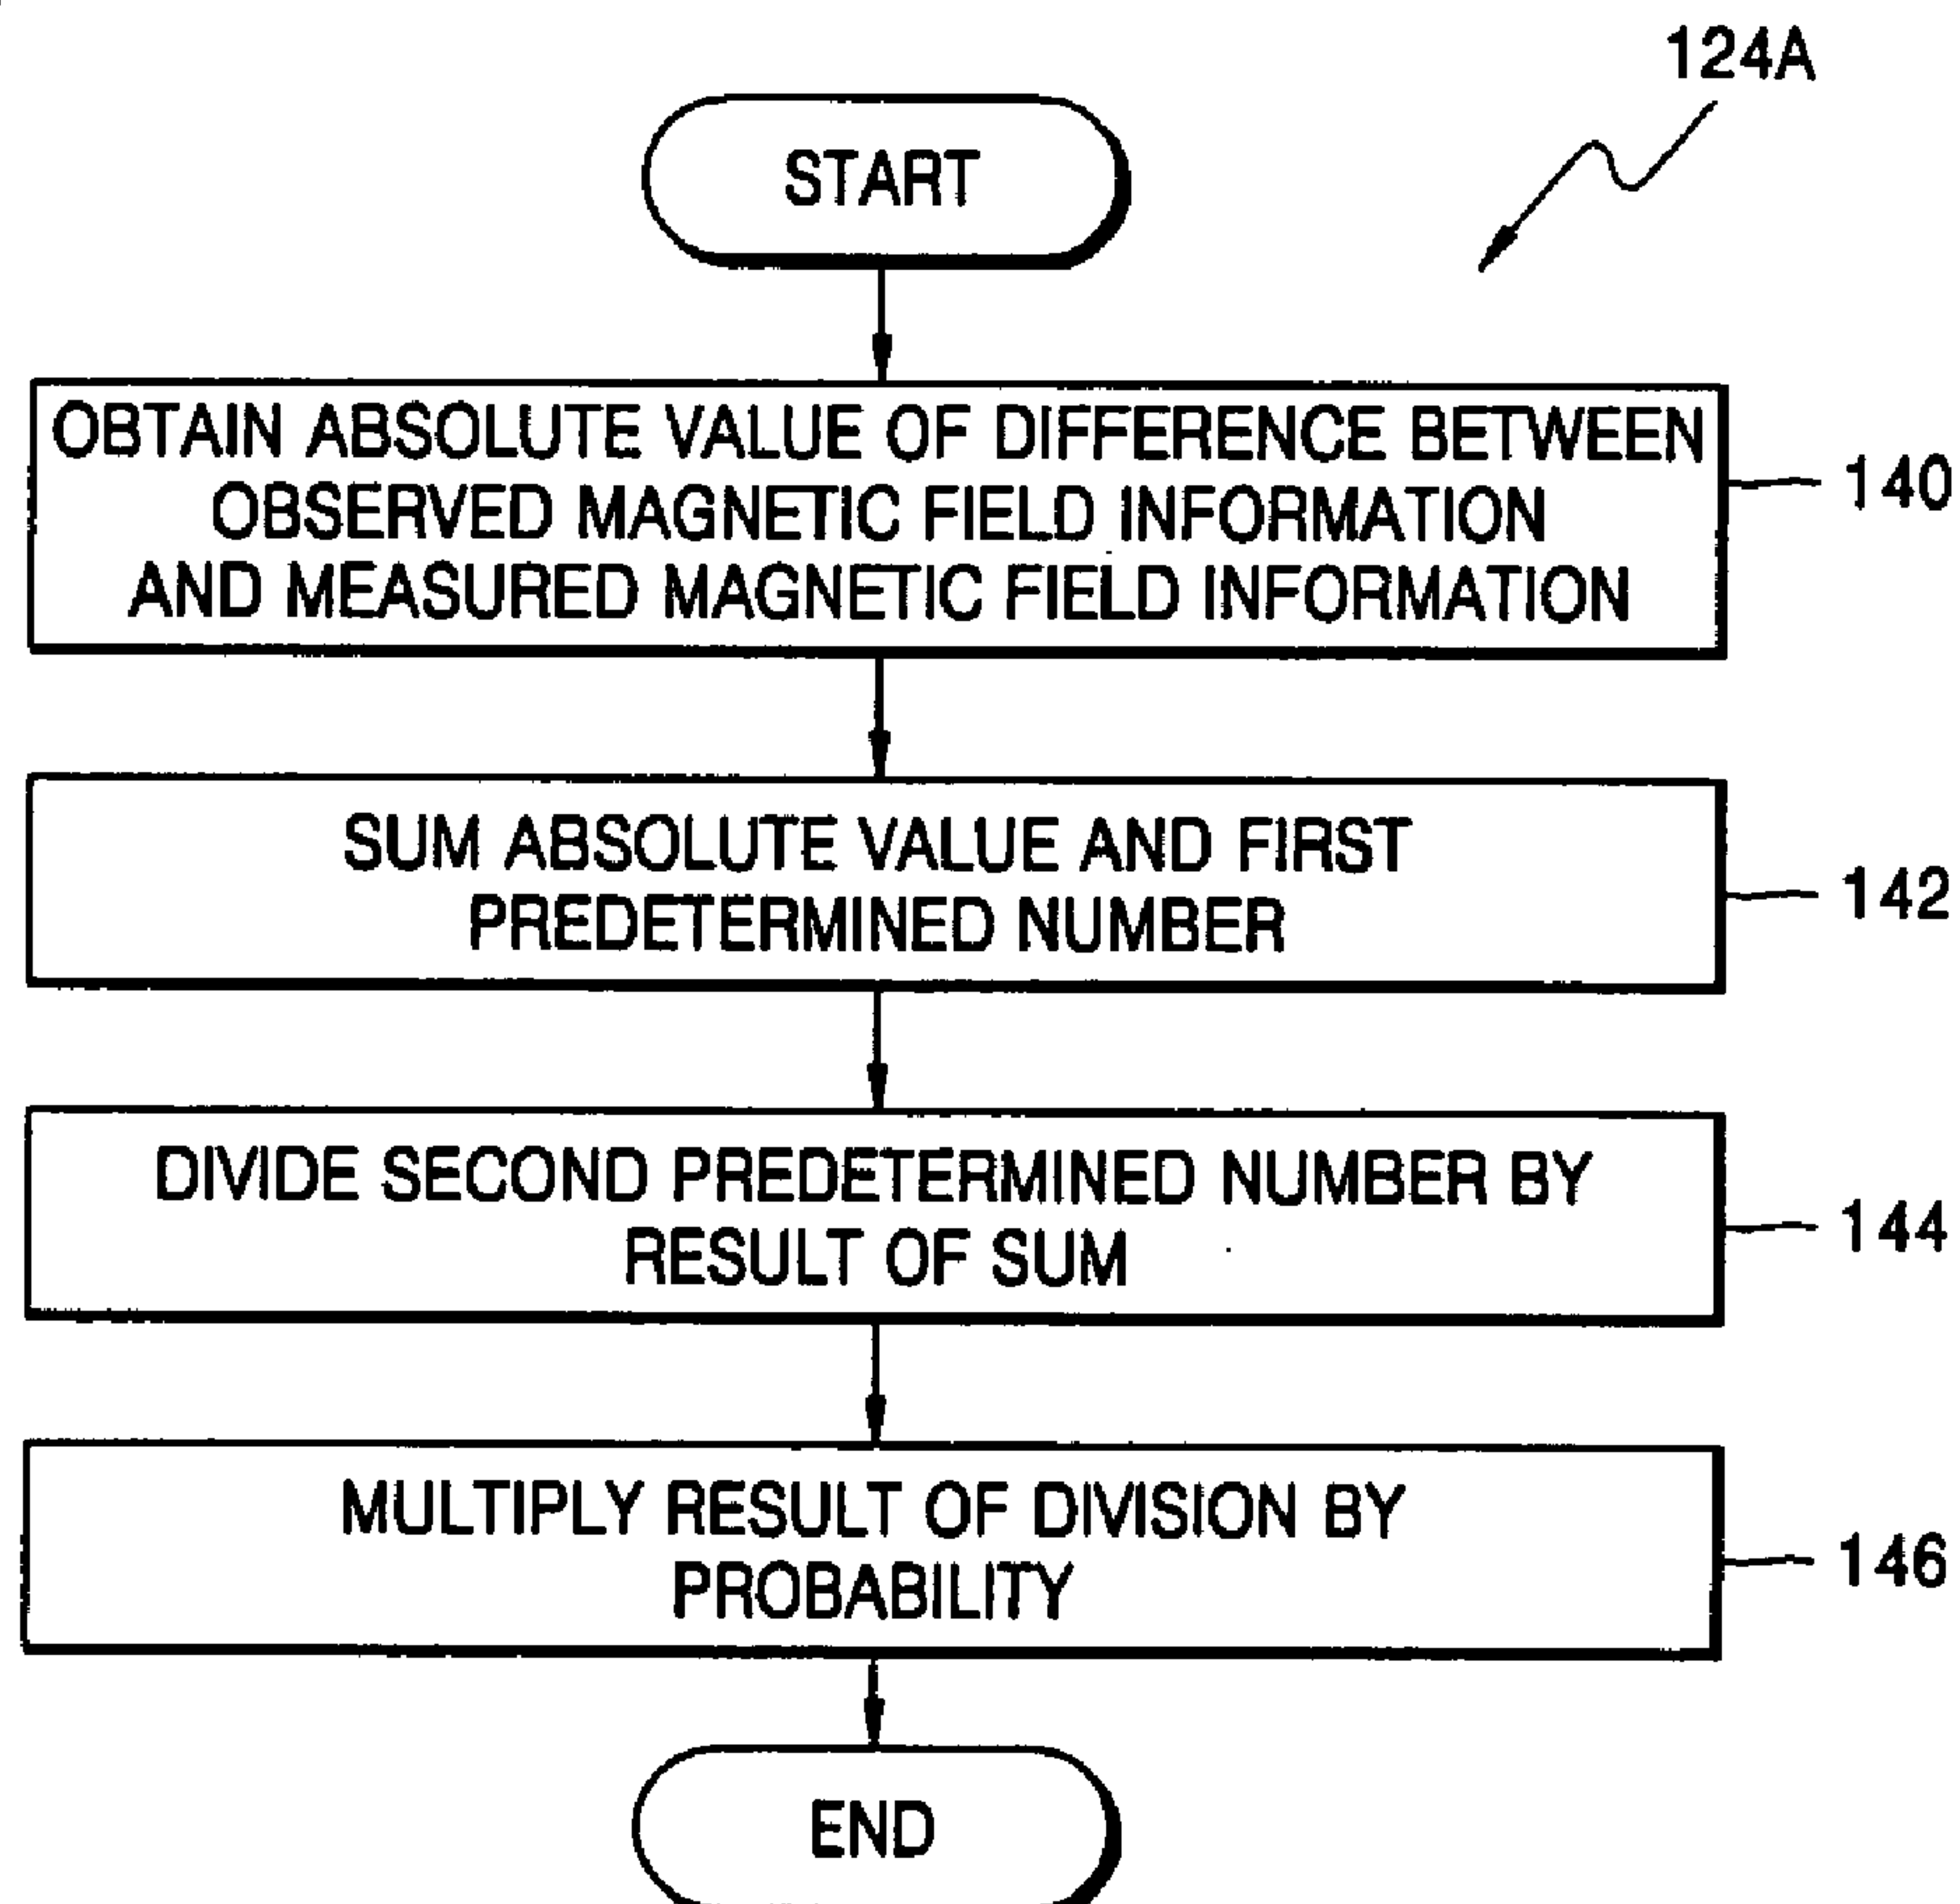 124A
START
OBTAIN ABSOLUTE VALUE OF DIFFERENCE BETWEEN
OBSERVED MAGNETIC FIELD INFORMATION
AND MEASURED MAGNETIC FIELD INFORMATION
140
SUM ABSOLUTE VALUE AND FIRST
PREDETERMINED NUMBER
142
DIVIDE SECOND PREDETERMINED NUMBER BY
RESULT OF SUM
144
MULTIPLY RESULT OF DIVISION BY
PROBABILITY
146
END